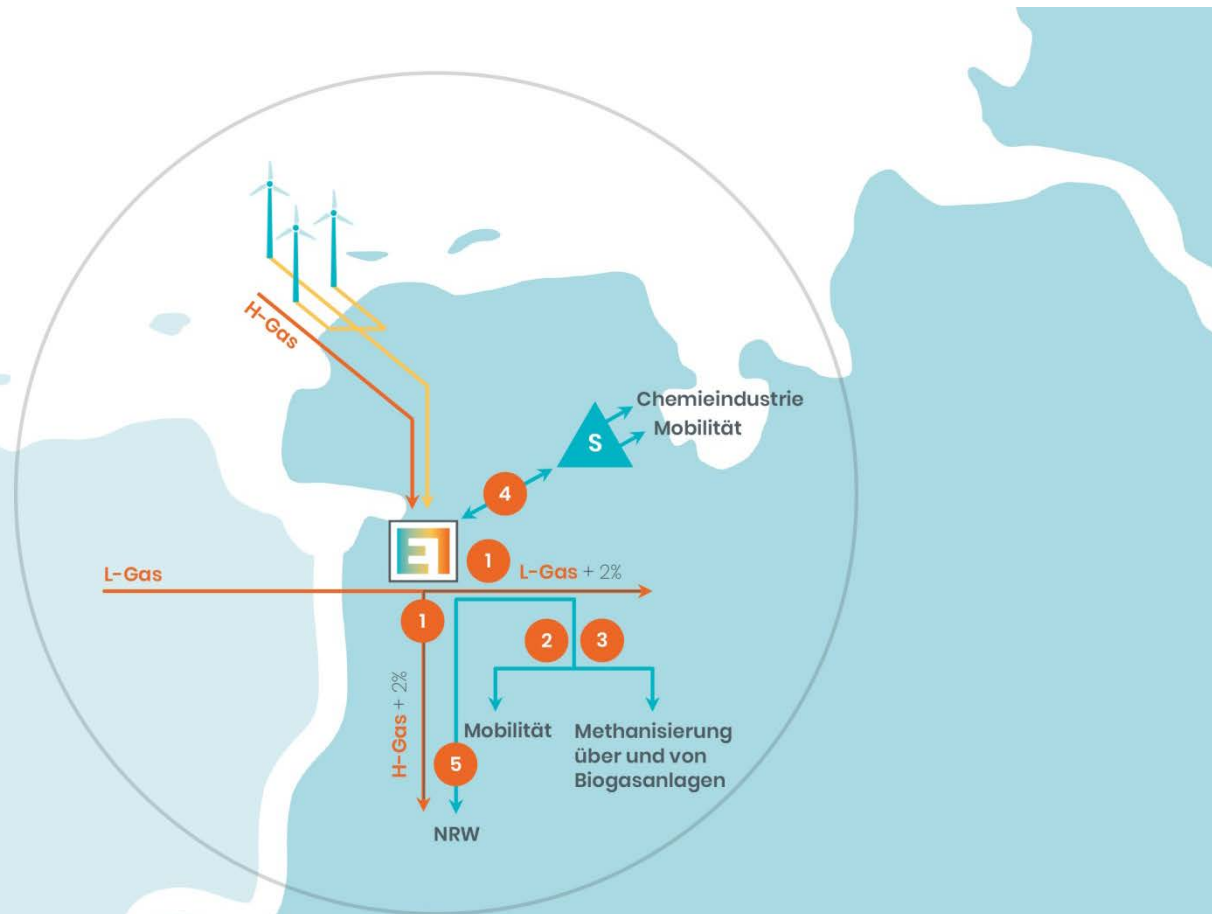 H-Gas
Chemieindustrie
Mobilität
S
4
1
L-Gas
L-Gas + 2%
1
2
3
H-Gas + 2%
Mobilität
Methanisierung
über und von
Biogasanlagen
5
NRW